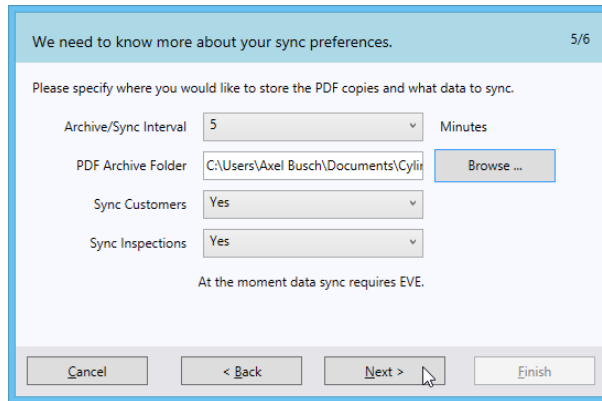 We need to know more about your sync preferences. 5/6
Please specify where you would like to store the PDF copies and what data to sync.
Archive/Sync Interval 5 Minutes
PDF Archive Folder C:\Users\Axel Busch\Documents\Cylin Browse ...
Sync Customers Yes
Sync Inspections Yes
At the moment data sync requires EVE.
Cancel < Back Next > Finish